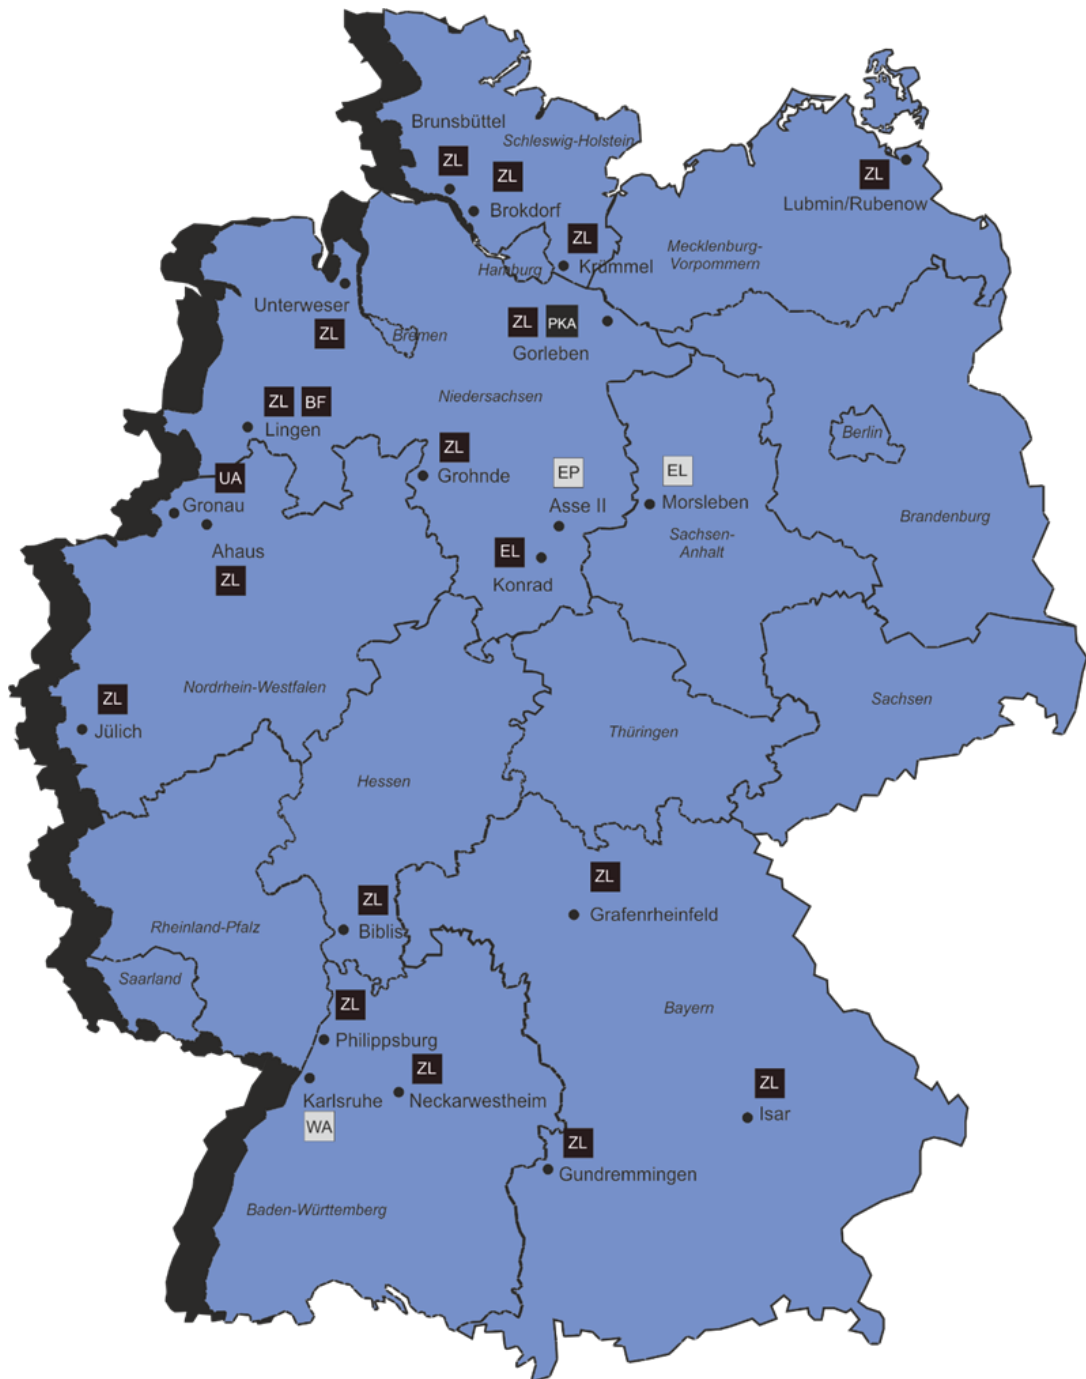 Brunsbüttel
Schleswig-Holstein
ZL
ZL
ZL
Brokdorf
Lubmin/Rubenow
ZL
Krümmel
Hamburg
Mecklenburg-
Vorpommern
Unterweser
ZL
Bremen
ZL
PKA
Gorleben
Niedersachsen
ZL
BF
Lingen
Berlin
ZL
Grohnde
EP
Asse II
EL
Morsleben
UA
Gronau
Brandenburg
Sachsen-
Anhalt
Ahaus
ZL
EL
Konrad
Nordrhein-Westfalen
ZL
Jülich
Sachsen
Thüringen
Hessen
ZL
Grafenrheinfeld
ZL
Biblis
Rheinland-Pfalz
Saarland
Bayern
ZL
Philippsburg
ZL
Neckarwestheim
Karlsruhe
WA
ZL
Isar
ZL
Gundremmingen
Baden-Württemberg